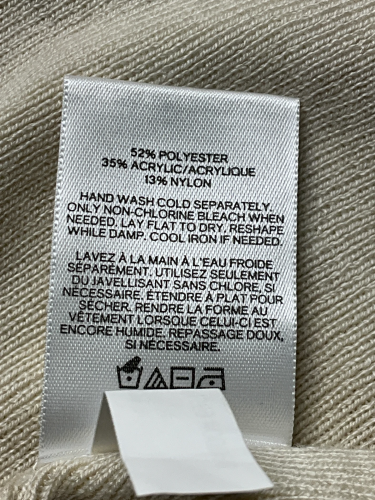 52% POLYESTER
35% ACRYLIC/ACRYLIQUE
13% NYLON
HAND WASH COLD SEPARATELY.
ONLY NON-CHLORINE BLEACH WHEN
NEEDED. LAY FLAT TO DRY, RESHAPE
WHILE DAMP. COOL IRON IF NEEDED.
LAVEZ À LA MAIN À L'EAU FROIDE
SÉPARÉMENT. UTILISEZ SEULEMENT
DU JAVELLISANT SANS CHLORE, SI
NÉCESSAIRE. ÉTENDRE À PLAT POUR
SÉCHER. RENDRE LA FORME AU
VÊTEMENT LORSQUE CELUI-CI EST
ENCORE HUMIDE. REPASSAGE DOUX,
SI NÉCESSAIRE.